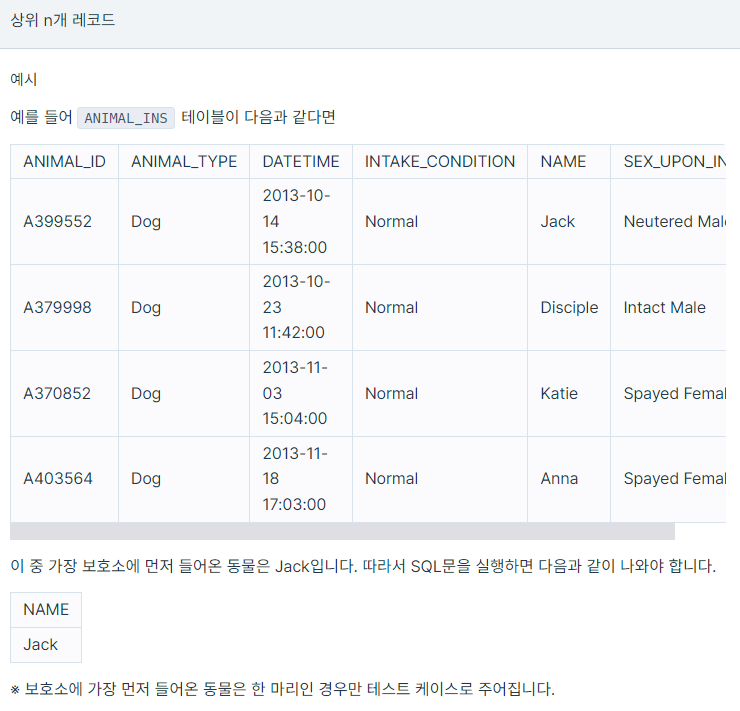 상위 n개 레코드
예시
예를 들어 ANIMAL_INS 테이블이 다음과 같다면
ANIMAL_ID ANIMAL_TYPE DATETIME INTAKE_CONDITION NAME SEX_UPON_IN
2013-10-
A399552 Dog 14 Normal Jack Neutered Mal
15:38:00
2013-10-
A379998 Dog 23 Normal Disciple Intact Male
11:42:00
2013-11-
A370852 Dog 03 Normal Katie Spayed Femal
15:04:00
2013-11-
A403564 Dog 18 Normal Anna Spayed Femal
17:03:00
이 중 가장 보호소에 먼저 들어온 동물은 Jack입니다. 따라서 SQL문을 실행하면 다음과 같이 나와야 합니다.
NAME
Jack
※ 보호소에 가장 먼저 들어온 동물은 한 마리인 경우만 테스트 케이스로 주어집니다.